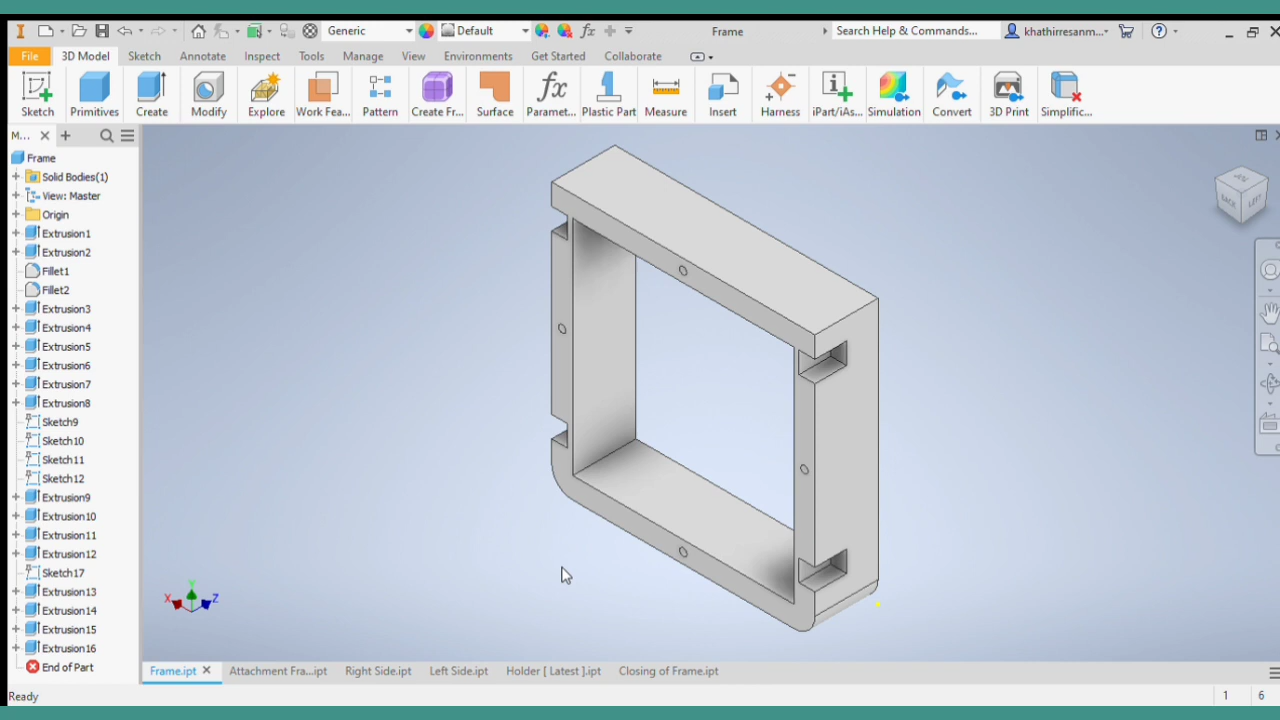 Generic
Default
Frame
Search Help & Commands...
khathirresanm...
File 3D Model Sketch Annotate Inspect Tools Manage View Environments Get Started Collaborate
Sketch Primitives Create Modify Explore Work Fea... Pattern Create Fr... Surface Paramet... Plastic Part Measure Insert Harness iPart/iAs... Simulation Convert 3D Print Simplific...
M...
Frame
Solid Bodies(1)
View: Master
Origin
Extrusion1
Extrusion2
Fillet1
Fillet2
Extrusion3
Extrusion4
Extrusion5
Extrusion6
Extrusion7
Extrusion8
Sketch9
Sketch10
Sketch11
Sketch12
Extrusion9
Extrusion10
Extrusion11
Extrusion12
Sketch17
Extrusion13
Extrusion14
Extrusion15
Extrusion16
End of Part
BACK LEFT
X Y Z
Frame.ipt Attachment Fra...ipt Right Side.ipt Left Side.ipt Holder [ Latest ].ipt Closing of Frame.ipt
Ready 1 6